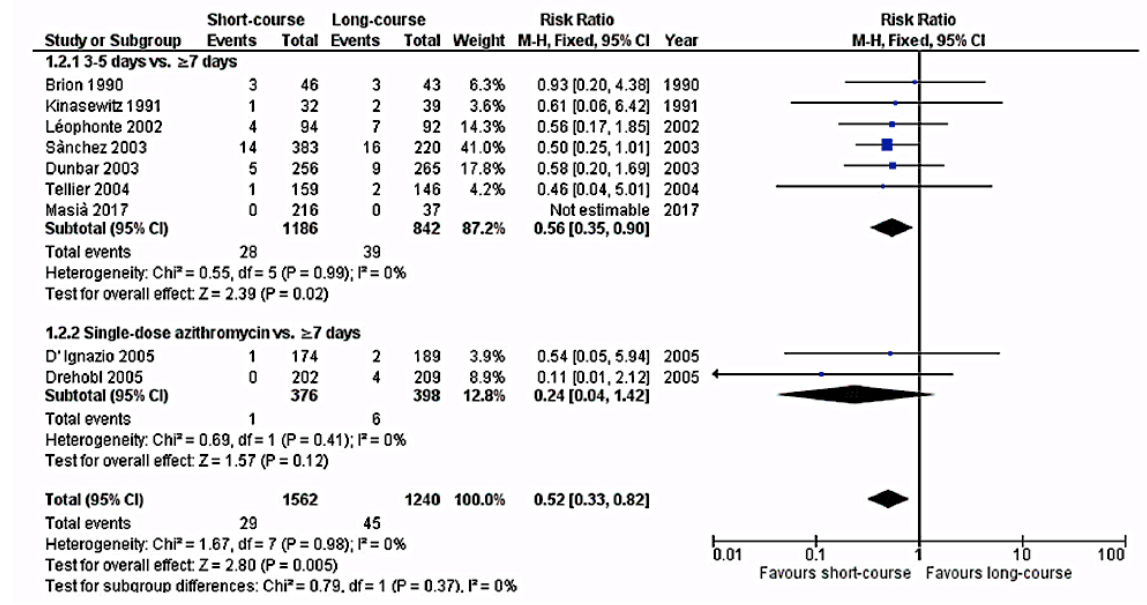 Short-course Long-course Risk Ratio Risk Ratio
Study or Subgroup Events Total Events Total Weight M-H, Fixed, 95% CI Year M-H, Fixed, 95% CI
1.2.1 3-5 days vs. ≥7 days
Brion 1990 3 46 3 43 6.3% 0.93 [0.20, 4.38] 1990
Kinasewitz 1991 1 32 2 39 3.6% 0.61 [0.06, 6.42] 1991
Léophonte 2002 4 94 7 92 14.3% 0.56 [0.17, 1.85] 2002
Sànchez 2003 14 383 16 220 41.0% 0.50 [0.25, 1.01] 2003
Dunbar 2003 5 256 9 265 17.8% 0.58 [0.20, 1.69] 2003
Tellier 2004 1 159 2 146 4.2% 0.46 [0.04, 5.01] 2004
Masià 2017 0 216 0 37 Not estimable 2017
Subtotal (95% CI) 1186 842 87.2% 0.56 [0.35, 0.90]
Total events 28 39
Heterogeneity: Chi² = 0.55, df = 5 (P = 0.99); I² = 0%
Test for overall effect: Z = 2.39 (P = 0.02)
1.2.2 Single-dose azithromycin vs. ≥7 days
D'Ignazio 2005 1 174 2 189 3.9% 0.54 [0.05, 5.94] 2005
Drehobl 2005 0 202 4 209 8.9% 0.11 [0.01, 2.12] 2005
Subtotal (95% CI) 376 398 12.8% 0.24 [0.04, 1.42]
Total events 1 6
Heterogeneity: Chi² = 0.69, df = 1 (P = 0.41); I² = 0%
Test for overall effect: Z = 1.57 (P = 0.12)
Total (95% CI) 1562 1240 100.0% 0.52 [0.33, 0.82]
Total events 29 45
Heterogeneity: Chi² = 1.67, df = 7 (P = 0.98); I² = 0%
Test for overall effect: Z = 2.80 (P = 0.005)
Test for subgroup differences: Chi² = 0.79, df = 1 (P = 0.37), I² = 0%
0.01 0.1 1 10 100
Favours short-course Favours long-course